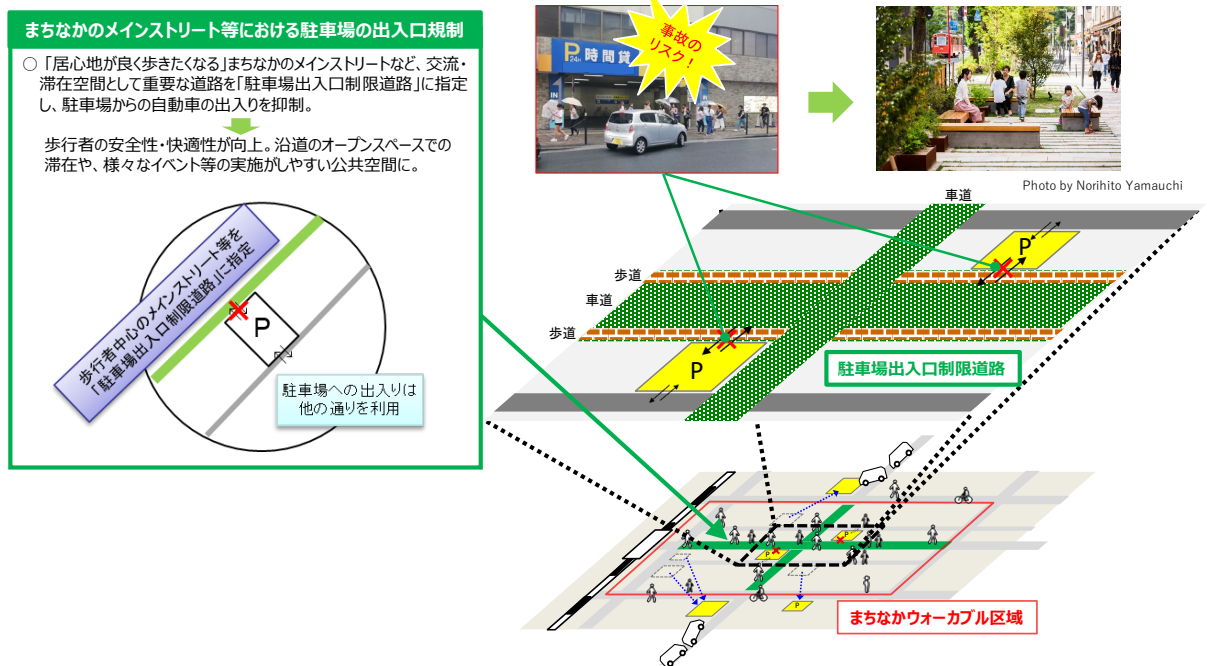 まちなかのメインストリート等における駐車場の出入口規制
○ 「居心地が良く歩きたくなる」まちなかのメインストリートなど、交流・
滞在空間として重要な道路を「駐車場出入口制限道路」に指定
し、駐車場からの自動車の出入りを抑制。
歩行者の安全性・快適性が向上。沿道のオープンスペースでの
滞在や、様々なイベント等の実施がしやすい公共空間に。
歩行者中心のメインストリート等を
「駐車場出入口制限道路」に指定
P
駐車場への出入りは
他の通りを利用
事故の
リスク！
P 時間貸
24h
Photo by Norihito Yamauchi
車道
P
歩道
車道
歩道
P
駐車場出入口制限道路
P
P
P
まちなかウォーカブル区域